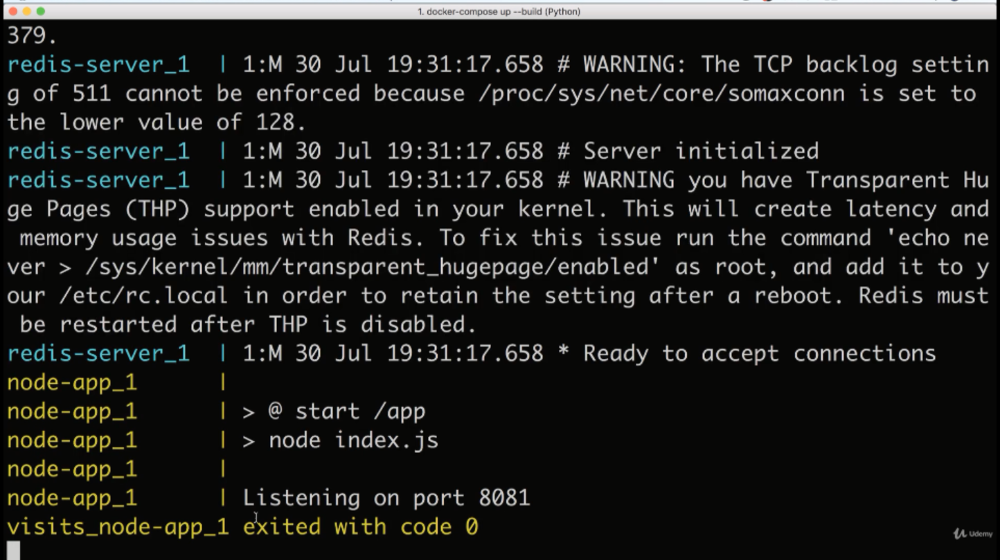 1. docker-compose up --build (Python)
379.
redis-server_1  | 1:M 30 Jul 19:31:17.658 # WARNING: The TCP backlog settin
g of 511 cannot be enforced because /proc/sys/net/core/somaxconn is set to
the lower value of 128.
redis-server_1  | 1:M 30 Jul 19:31:17.658 # Server initialized
redis-server_1  | 1:M 30 Jul 19:31:17.658 # WARNING you have Transparent Hu
ge Pages (THP) support enabled in your kernel. This will create latency and
 memory usage issues with Redis. To fix this issue run the command 'echo ne
ver > /sys/kernel/mm/transparent_hugepage/enabled' as root, and add it to y
our /etc/rc.local in order to retain the setting after a reboot. Redis must
 be restarted after THP is disabled.
redis-server_1  | 1:M 30 Jul 19:31:17.658 * Ready to accept connections
node-app_1      |
node-app_1      | > @ start /app
node-app_1      | > node index.js
node-app_1      |
node-app_1      | Listening on port 8081
visits_node-app_1 exited with code 0
Udemy